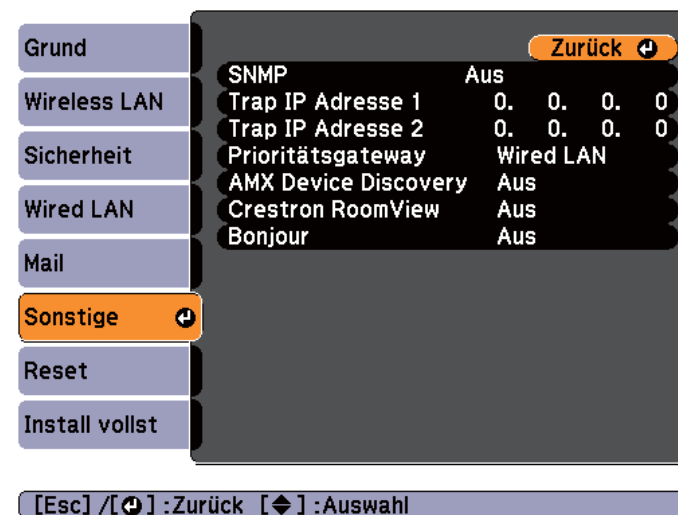 Grund
Wireless LAN
Sicherheit
Wired LAN
Mail
Sonstige
Reset
Install vollst
Zurück
SNMP Aus
Trap IP Adresse 1 0. 0. 0. 0
Trap IP Adresse 2 0. 0. 0. 0
Prioritätsgateway Wired LAN
AMX Device Discovery Aus
Crestron RoomView Aus
Bonjour Aus
[Esc] /[⏎] :Zurück [◆] :Auswahl